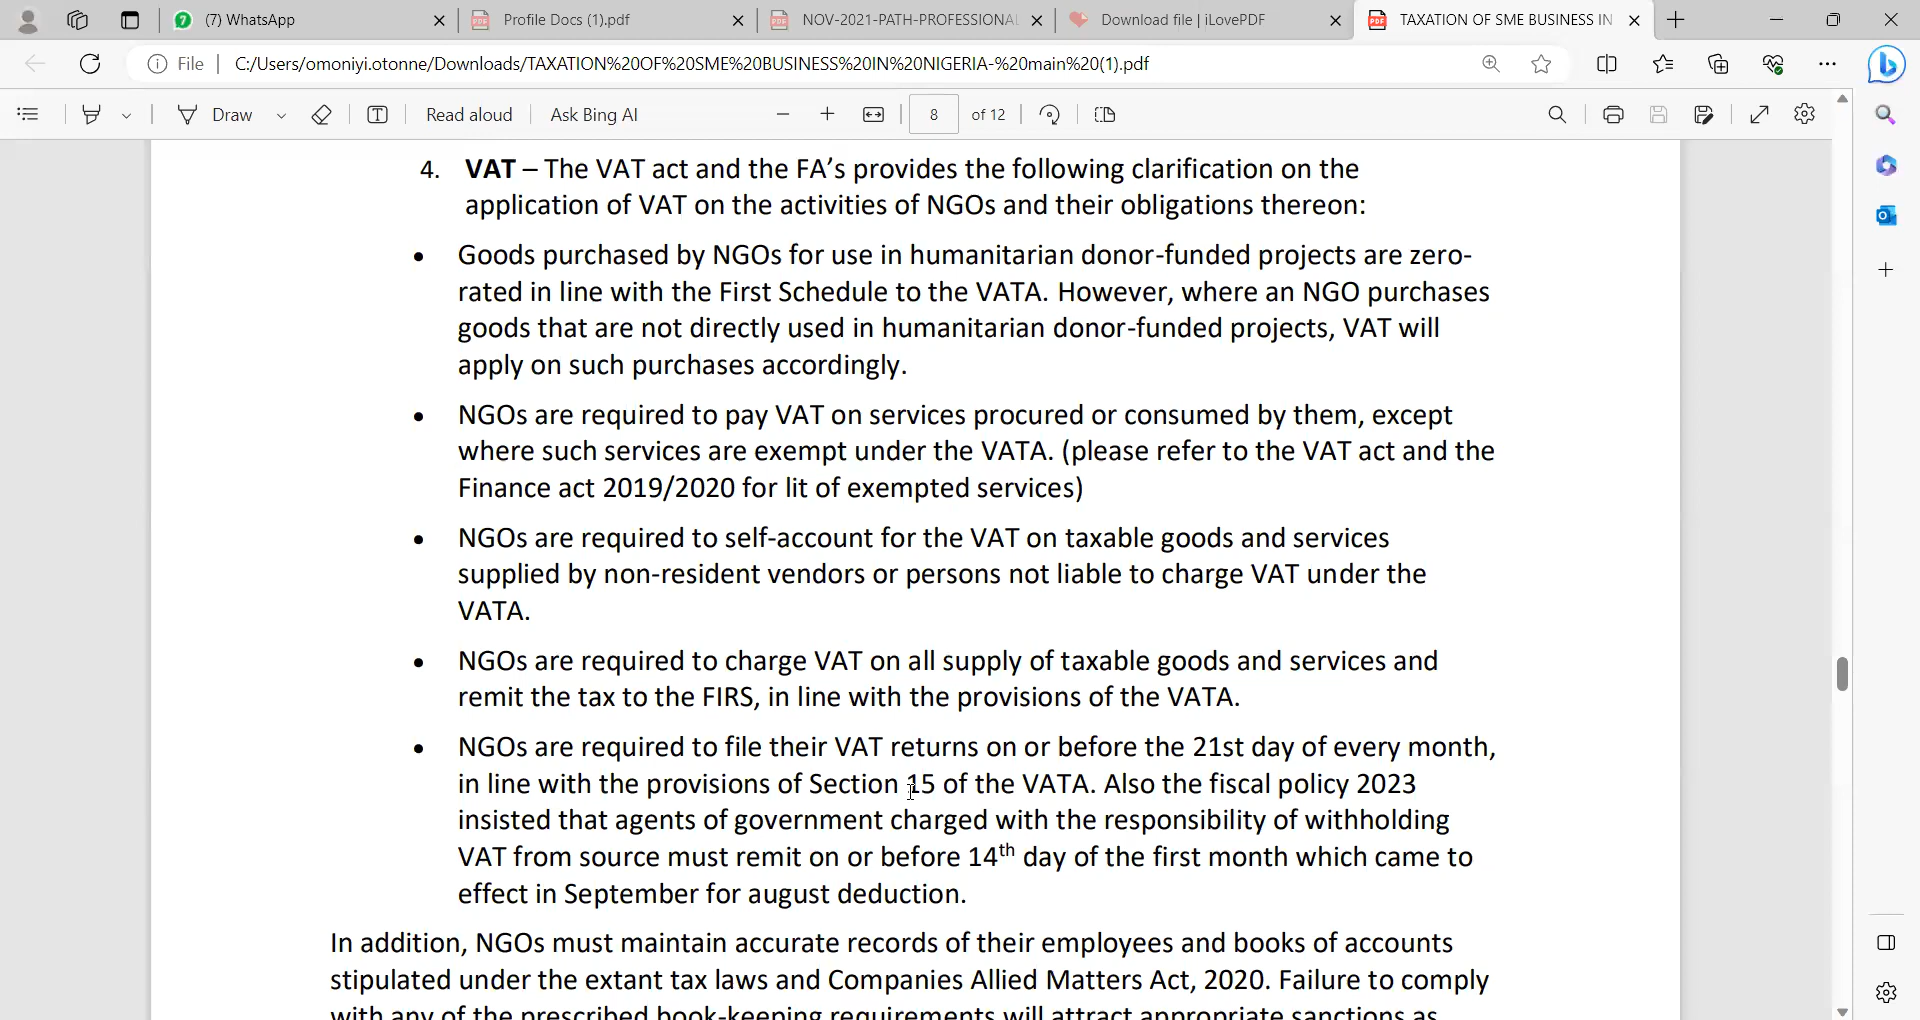 (7) WhatsApp
Profile Docs (1).pdf
NOV-2021-PATH-PROFESSIONAL
Download file | iLovePDF
TAXATION OF SME BUSINESS IN
File
C:/Users/omoniyi.otonne/Downloads/TAXATION%20OF%20SME%20BUSINESS%20IN%20NIGERIA-%20main%20(1).pdf
Draw
Read aloud
Ask Bing AI
8 of 12
4. VAT – The VAT act and the FA’s provides the following clarification on the
application of VAT on the activities of NGOs and their obligations thereon:
• Goods purchased by NGOs for use in humanitarian donor-funded projects are zero-
rated in line with the First Schedule to the VATA. However, where an NGO purchases
goods that are not directly used in humanitarian donor-funded projects, VAT will
apply on such purchases accordingly.
• NGOs are required to pay VAT on services procured or consumed by them, except
where such services are exempt under the VATA. (please refer to the VAT act and the
Finance act 2019/2020 for lit of exempted services)
• NGOs are required to self-account for the VAT on taxable goods and services
supplied by non-resident vendors or persons not liable to charge VAT under the
VATA.
• NGOs are required to charge VAT on all supply of taxable goods and services and
remit the tax to the FIRS, in line with the provisions of the VATA.
• NGOs are required to file their VAT returns on or before the 21st day of every month,
in line with the provisions of Section 15 of the VATA. Also the fiscal policy 2023
insisted that agents of government charged with the responsibility of withholding
VAT from source must remit on or before 14th day of the first month which came to
effect in September for august deduction.
In addition, NGOs must maintain accurate records of their employees and books of accounts
stipulated under the extant tax laws and Companies Allied Matters Act, 2020. Failure to comply
with any of the prescribed book-keeping requirements will attract appropriate sanctions as